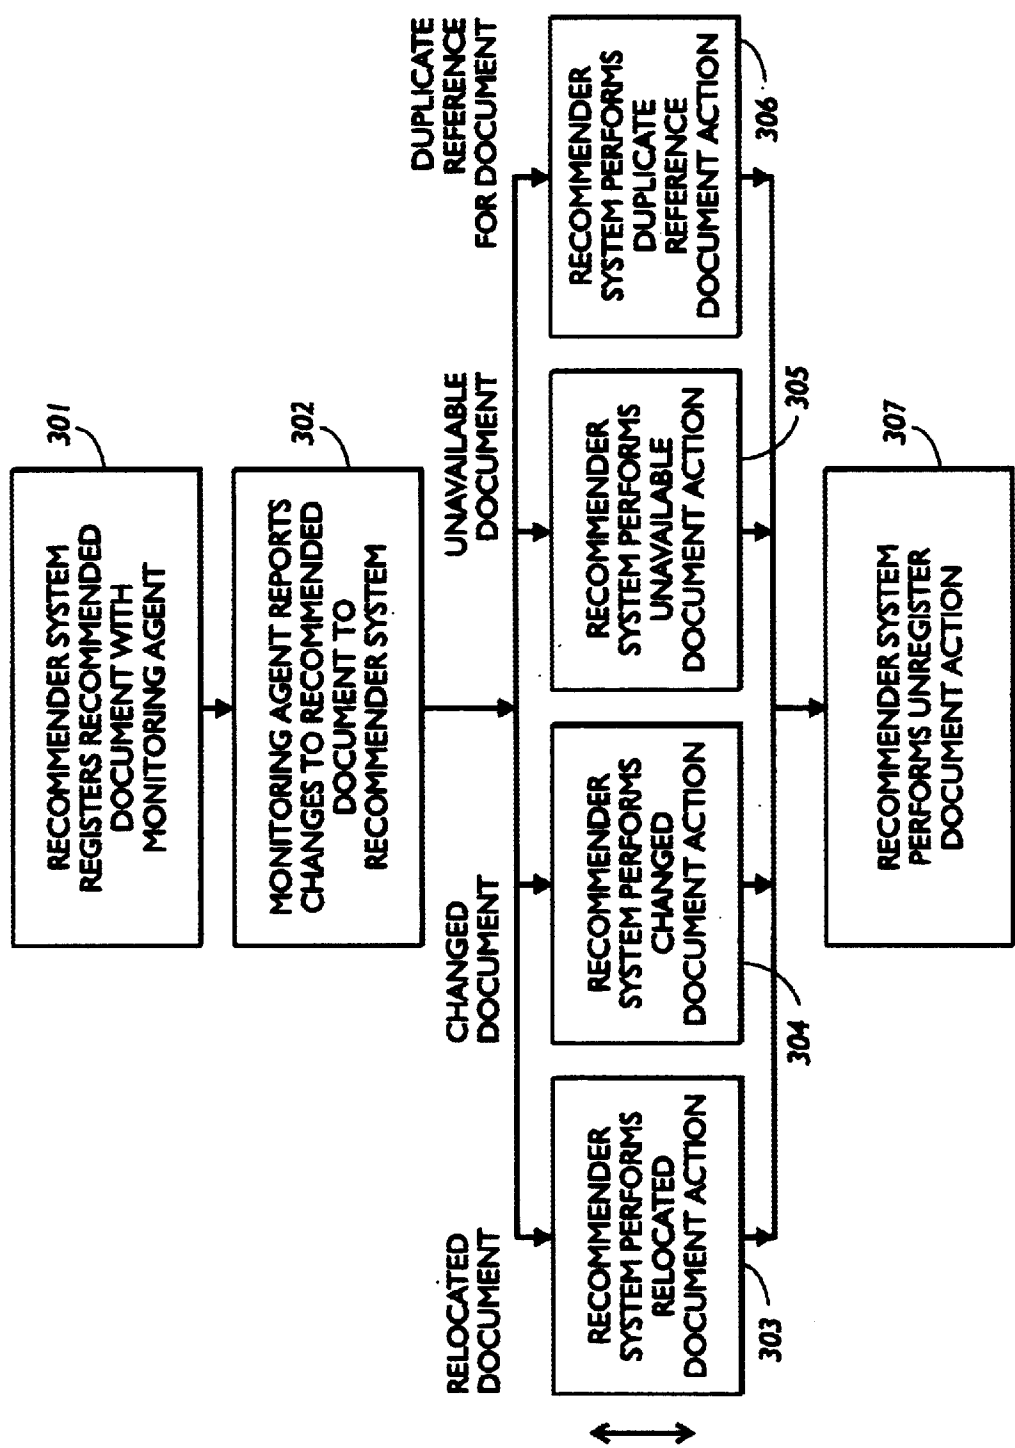 RECOMMENDER SYSTEM
REGISTERS RECOMMENDED
DOCUMENT WITH
MONITORING AGENT
301
MONITORING AGENT REPORTS
CHANGES TO RECOMMENDED
DOCUMENT TO
RECOMMENDER SYSTEM
302
RELOCATED
DOCUMENT
CHANGED
DOCUMENT
UNAVAILABLE
DOCUMENT
DUPLICATE
REFERENCE
FOR DOCUMENT
RECOMMENDER
SYSTEM PERFORMS
RELOCATED
DOCUMENT ACTION
303
RECOMMENDER
SYSTEM PERFORMS
CHANGED
DOCUMENT ACTION
304
RECOMMENDER
SYSTEM PERFORMS
UNAVAILABLE
DOCUMENT ACTION
305
RECOMMENDER
SYSTEM PERFORMS
DUPLICATE
REFERENCE
DOCUMENT ACTION
306
RECOMMENDER SYSTEM
PERFORMS UNREGISTER
DOCUMENT ACTION
307